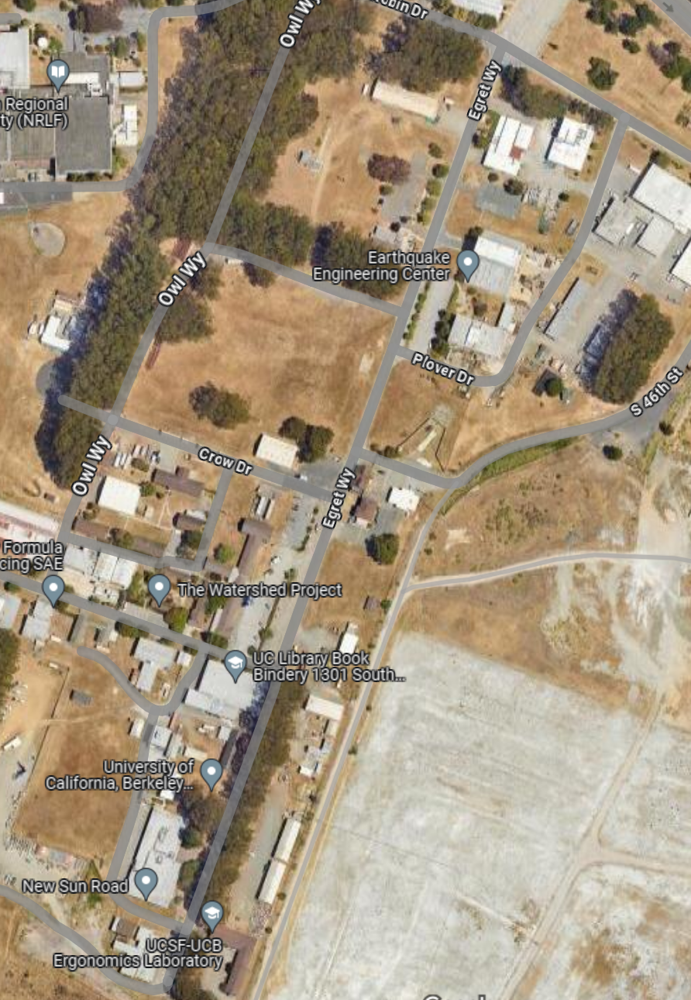 Owl Wy
obin Dr
Egret Wy
Regional
ty (NRLF)
Earthquake
Engineering Center
Owl Wy
Plover Dr
S 46th St
Owl Wy
Crow Dr
Egret Wy
Formula
cing SAE
The Watershed Project
UC Library Book
Bindery 1301 South...
University of
California, Berkeley...
New Sun Road
UCSF-UCB
Ergonomics Laboratory